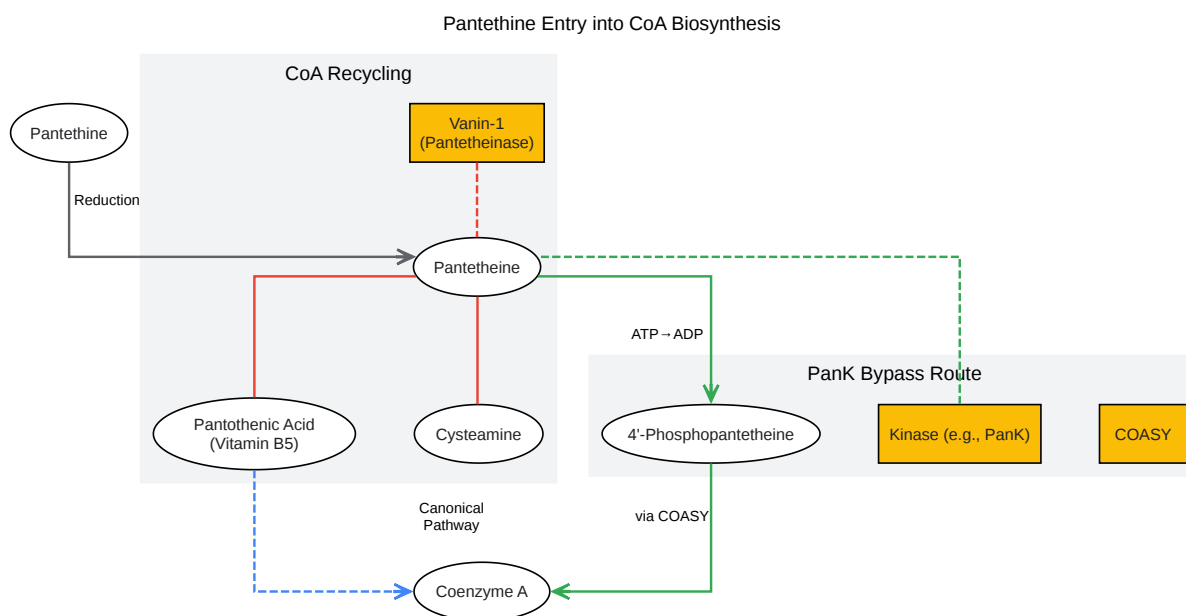 Pantethine Entry into CoA Biosynthesis
CoA Recycling
Pantethine
Vanin-1
(Pantetheinase)
Reduction
Pantetheine
ATP→ADP
PanK Bypass Route
Pantothenic Acid
(Vitamin B5)
Cysteamine
4'-Phosphopantetheine
Kinase (e.g., PanK)
COASY
Canonical
Pathway
via COASY
Coenzyme A